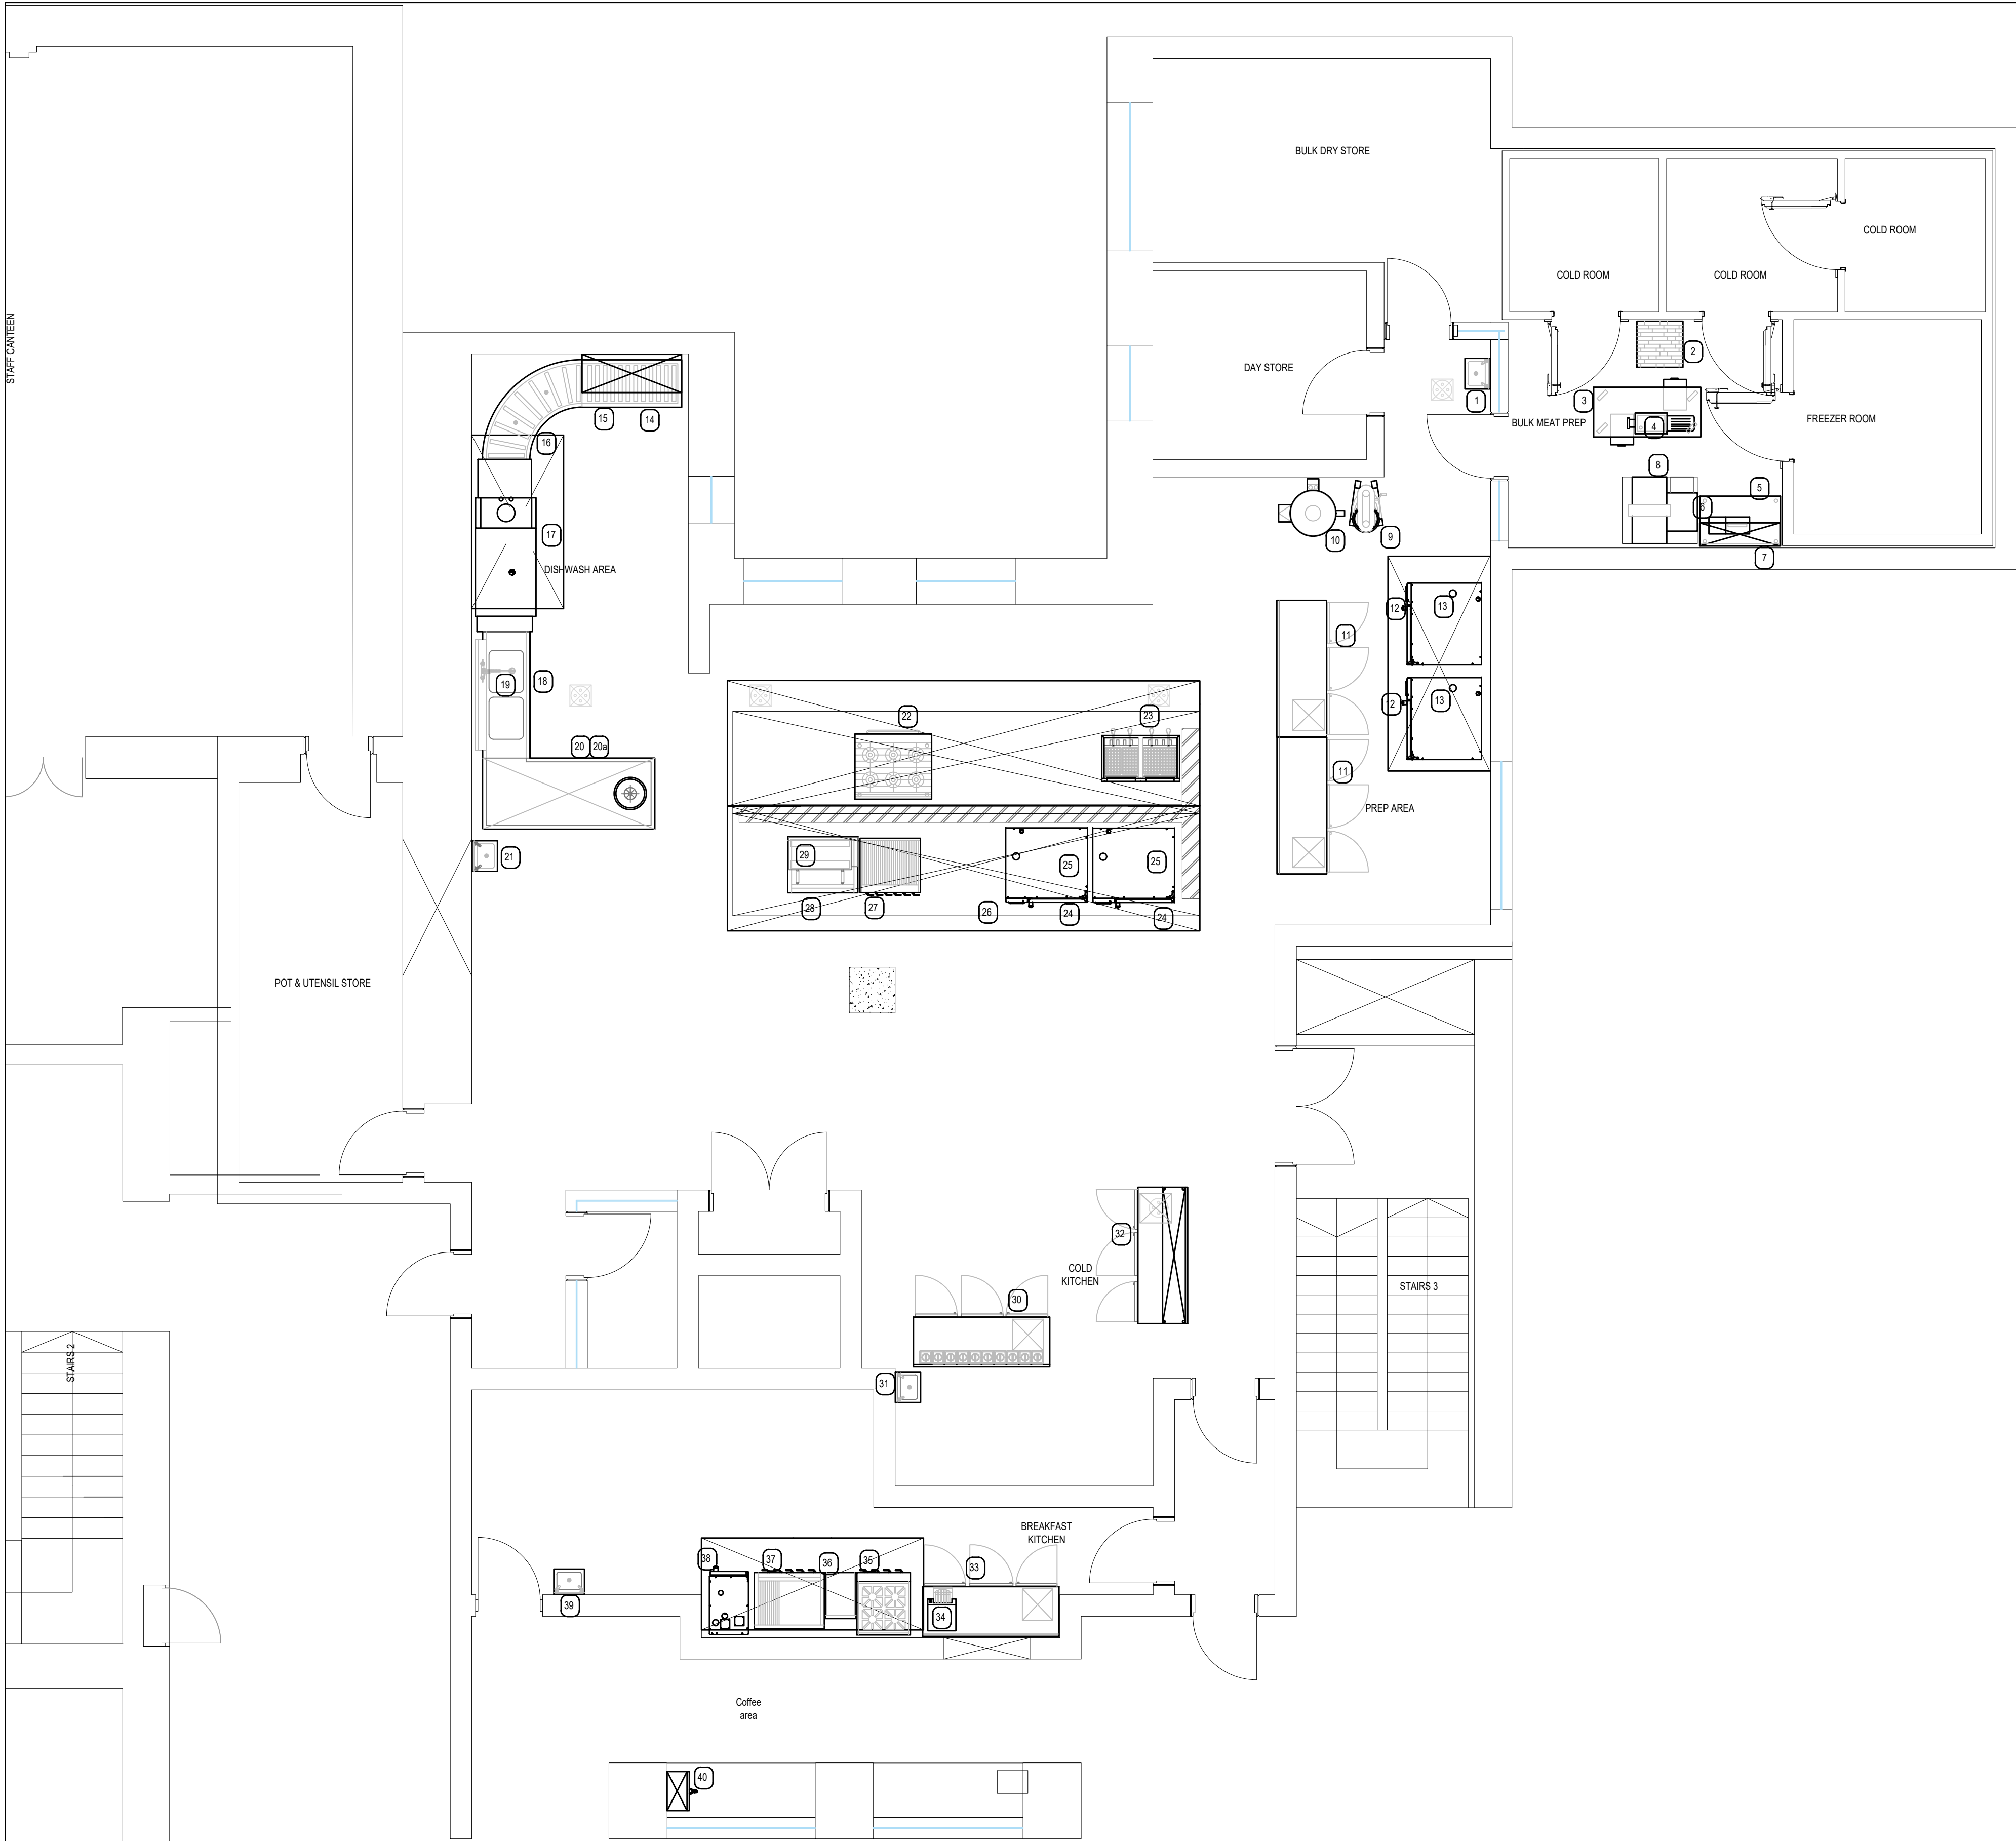 BULK DRY STORE
COLD ROOM
COLD ROOM
COLD ROOM
STAFF CANTEEN
2
DAY STORE
1
3
BULK MEAT PREP
4
FREEZER ROOM
15
14
16
8
5
6
7
17
10
9
DISHWASH AREA
12
13
11
19
18
12
13
22
23
20
20a
11
PREP AREA
21
29
25
25
28
27
26
24
24
POT & UTENSIL STORE
32
COLD
KITCHEN
30
STAIRS 3
STAIRS 2
31
BREAKFAST
KITCHEN
38
37
36
35
33
39
34
Coffee
area
40